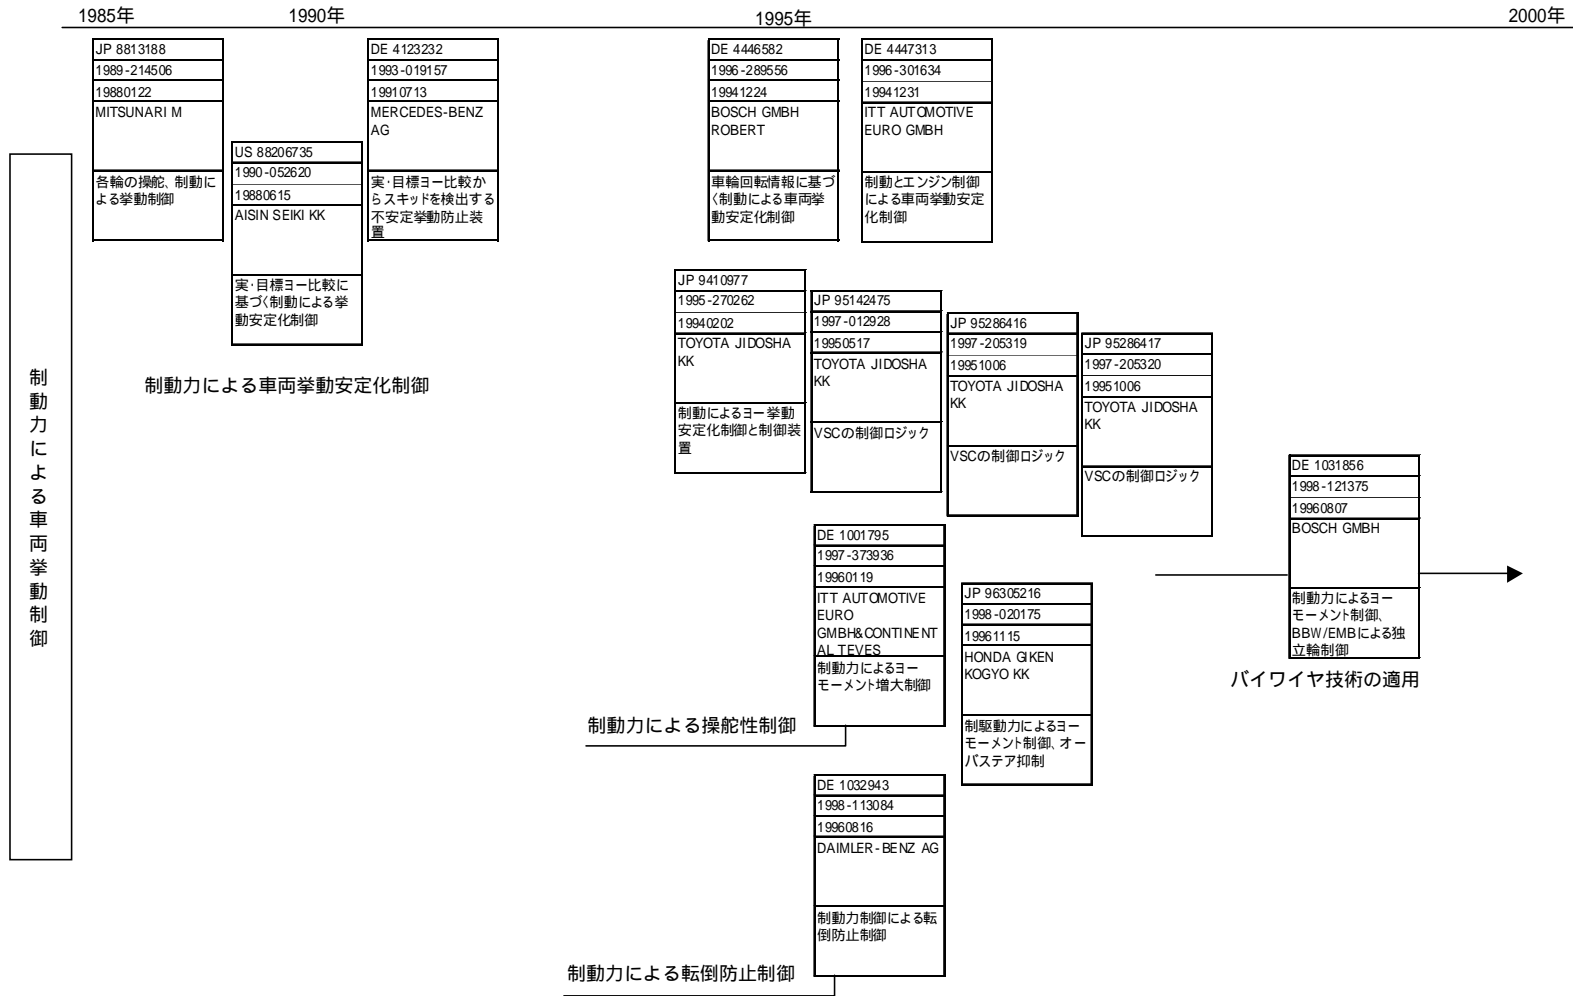 1985年
1990年
1995年
2000年
制動力による車両挙動制御
JP 8813188
1989-214506
19880122
MITSUNARI M
各輪の操舵、制動に
よる挙動制御
US 88206735
1990-052620
19880615
AISIN SEIKI KK
実・目標ヨー比較に
基づく制動による挙
動安定化制御
DE 4123232
1993-019157
19910713
MERCEDES-BENZ
AG
実・目標ヨー比較か
らスキッドを検出する
不安定挙動防止装
置
DE 4446582
1996-289556
19941224
BOSCH GMBH
ROBERT
車輪回転情報に基づ
く制動による車両挙
動安定化制御
DE 4447313
1996-301634
19941231
ITT AUTOMOTIVE
EURO GMBH
制動とエンジン制御
による車両挙動安定
化制御
制動力による車両挙動安定化制御
JP 9410977
1995-270262
19940202
TOYOTA JIDOSHA
KK
制動によるヨー挙動
安定化制御と制御装
置
JP 95142475
1997-012928
19950517
TOYOTA JIDOSHA
KK
VSCの制御ロジック
JP 95286416
1997-205319
19951006
TOYOTA JIDOSHA
KK
VSCの制御ロジック
JP 95286417
1997-205320
19951006
TOYOTA JIDOSHA
KK
VSCの制御ロジック
DE 1031856
1998-121375
19960807
BOSCH GMBH
制動力によるヨー
モーメント制御、
BBW/EMBによる独
立輪制御
バイワイヤ技術の適用
DE 1001795
1997-373936
19960119
ITT AUTOMOTIVE
EURO
GMBH&CONTINENT
AL TEVES
制動力によるヨー
モーメント増大制御
制動力による操舵性制御
JP 96305216
1998-020175
19961115
HONDA GIKEN
KOGYO KK
制駆動力によるヨー
モーメント制御、オー
バステア抑制
DE 1032943
1998-113084
19960816
DAIMLER-BENZ AG
制動力制御による転
倒防止制御
制動力による転倒防止制御